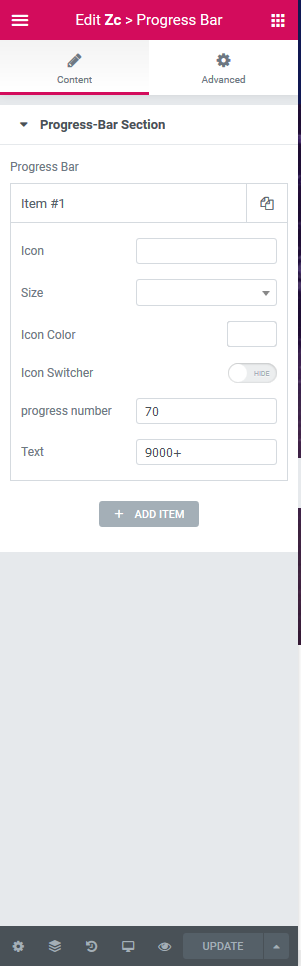 Edit Zc > Progress Bar
Content
Advanced
Progress-Bar Section
Progress Bar
Item #1
Icon
Size
Icon Color
Icon Switcher
HIDE
progress number
70
Text
9000+
+ ADD ITEM
UPDATE